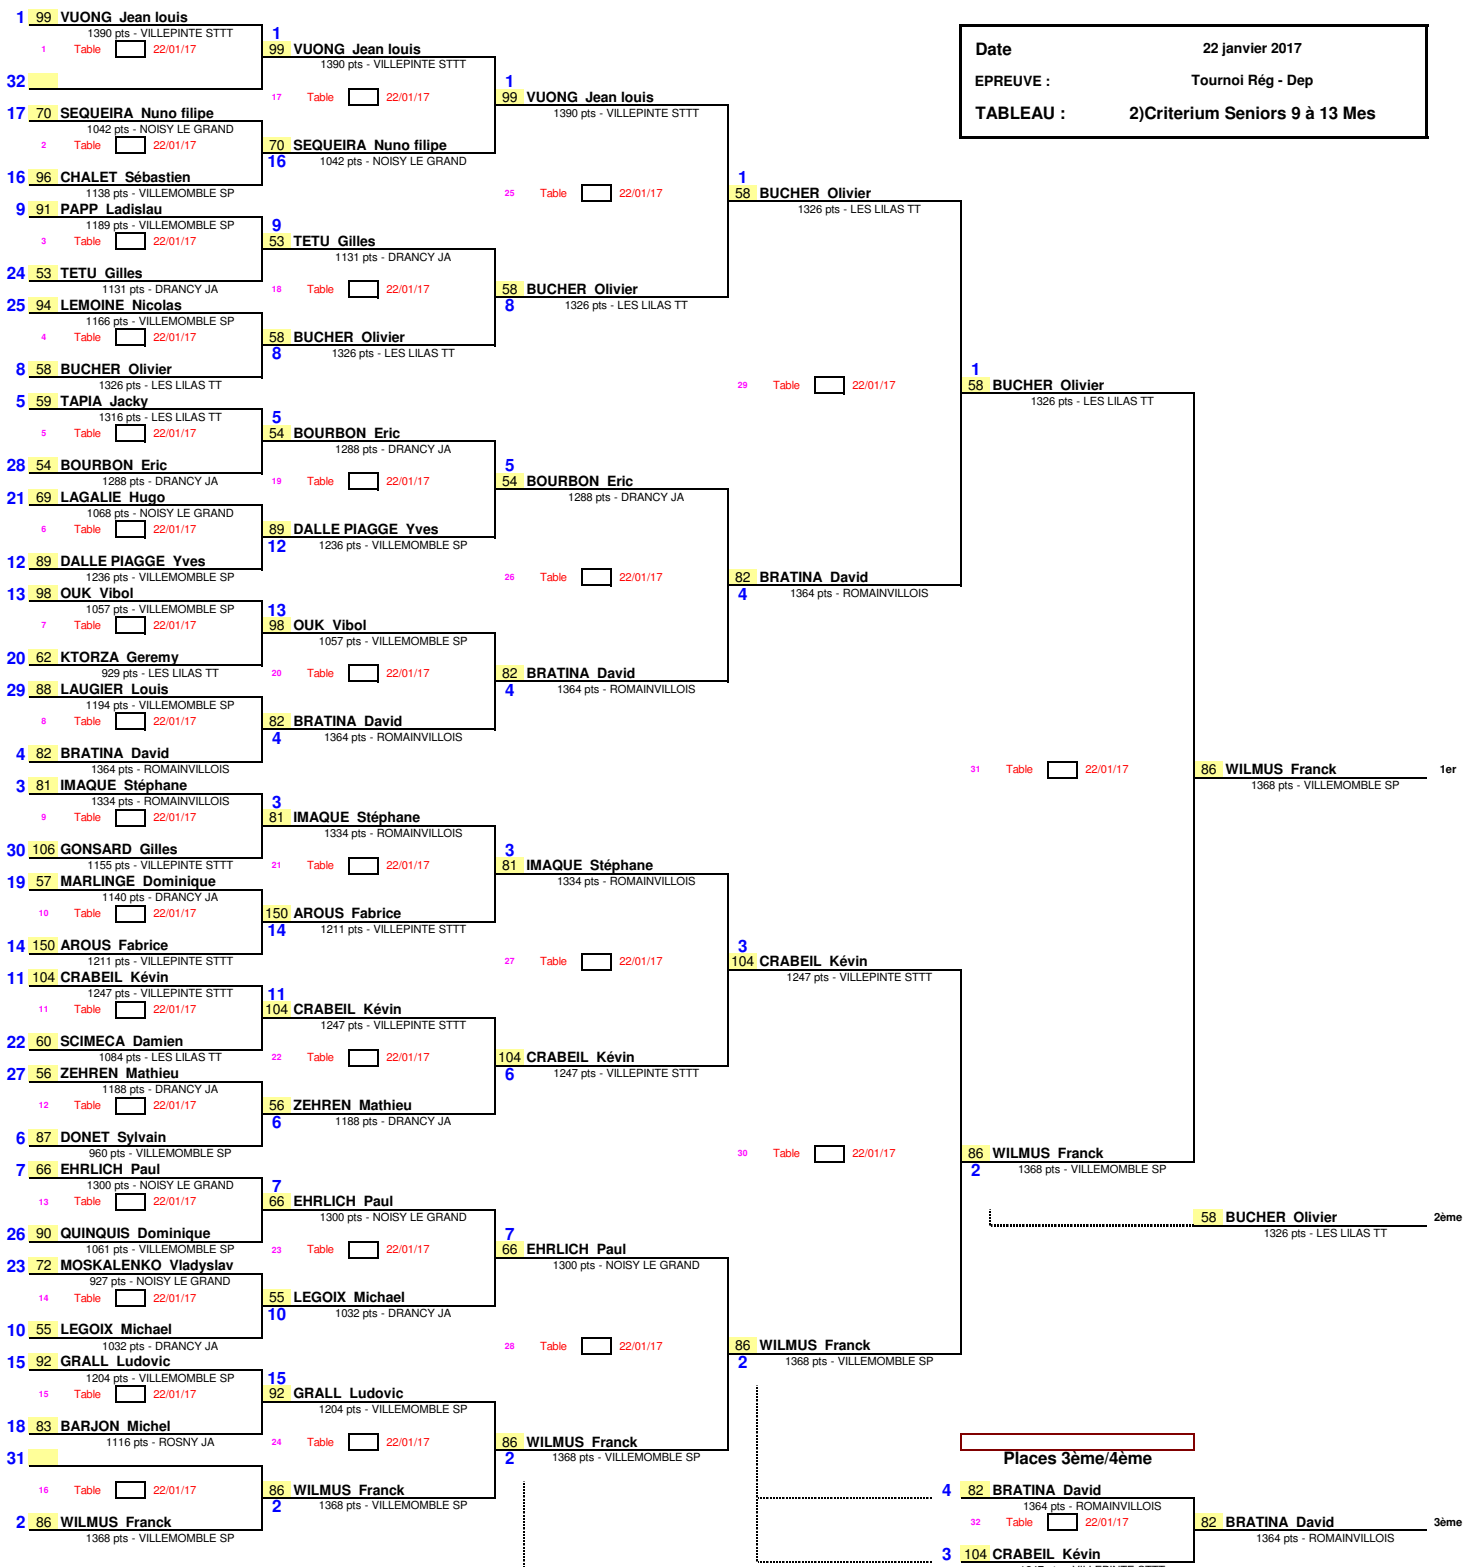 Date 22 janvier 2017
EPREUVE : Tournoi Rég - Dep
TABLEAU : 2)Criterium Seniors 9 à 13 Mes
1 99 VUONG Jean louis
1390 pts - VILLEPINTE STTT
1 Table 22/01/17
32
17 70 SEQUEIRA Nuno filipe
1042 pts - NOISY LE GRAND
2 Table 22/01/17
16 96 CHALET Sébastien
1138 pts - VILLEMOMBLE SP
9 91 PAPP Ladislau
1189 pts - VILLEMOMBLE SP
3 Table 22/01/17
24 53 TETU Gilles
1131 pts - DRANCY JA
25 94 LEMOINE Nicolas
1166 pts - VILLEMOMBLE SP
4 Table 22/01/17
8 58 BUCHER Olivier
1326 pts - LES LILAS TT
5 59 TAPIA Jacky
1316 pts - LES LILAS TT
5 Table 22/01/17
28 54 BOURBON Eric
1288 pts - DRANCY JA
21 69 LAGALIE Hugo
1068 pts - NOISY LE GRAND
6 Table 22/01/17
12 89 DALLE PIAGGE Yves
1236 pts - VILLEMOMBLE SP
13 98 OUK Vibol
1057 pts - VILLEMOMBLE SP
7 Table 22/01/17
20 62 KTORZA Geremy
929 pts - LES LILAS TT
29 88 LAUGIER Louis
1194 pts - VILLEMOMBLE SP
8 Table 22/01/17
4 82 BRATINA David
1364 pts - ROMAINVILLOIS
3 81 IMAQUE Stéphane
1334 pts - ROMAINVILLOIS
9 Table 22/01/17
30 106 GONSARD Gilles
1155 pts - VILLEPINTE STTT
19 57 MARLINGE Dominique
1140 pts - DRANCY JA
10 Table 22/01/17
14 150 AROUS Fabrice
1211 pts - VILLEPINTE STTT
11 104 CRABEIL Kévin
1247 pts - VILLEPINTE STTT
11 Table 22/01/17
22 60 SCIMECA Damien
1084 pts - LES LILAS TT
27 56 ZEHREN Mathieu
1188 pts - DRANCY JA
12 Table 22/01/17
6 87 DONET Sylvain
960 pts - VILLEMOMBLE SP
7 66 EHRLICH Paul
1300 pts - NOISY LE GRAND
13 Table 22/01/17
26 90 QUINQUIS Dominique
1061 pts - VILLEMOMBLE SP
23 72 MOSKALENKO Vladyslav
927 pts - NOISY LE GRAND
14 Table 22/01/17
10 55 LEGOIX Michael
1032 pts - DRANCY JA
15 92 GRALL Ludovic
1204 pts - VILLEMOMBLE SP
15 Table 22/01/17
18 83 BARJON Michel
1116 pts - ROSNY JA
31
16 Table 22/01/17
2 86 WILMUS Franck
1368 pts - VILLEMOMBLE SP
1
99 VUONG Jean louis
1390 pts - VILLEPINTE STTT
17 Table 22/01/17
70 SEQUEIRA Nuno filipe
16 1042 pts - NOISY LE GRAND
9
53 TETU Gilles
1131 pts - DRANCY JA
18 Table 22/01/17
58 BUCHER Olivier
8 1326 pts - LES LILAS TT
5
54 BOURBON Eric
1288 pts - DRANCY JA
19 Table 22/01/17
89 DALLE PIAGGE Yves
12 1236 pts - VILLEMOMBLE SP
13
98 OUK Vibol
1057 pts - VILLEMOMBLE SP
20 Table 22/01/17
82 BRATINA David
4 1364 pts - ROMAINVILLOIS
3
81 IMAQUE Stéphane
1334 pts - ROMAINVILLOIS
21 Table 22/01/17
150 AROUS Fabrice
14 1211 pts - VILLEPINTE STTT
11
104 CRABEIL Kévin
1247 pts - VILLEPINTE STTT
22 Table 22/01/17
56 ZEHREN Mathieu
6 1188 pts - DRANCY JA
7
66 EHRLICH Paul
1300 pts - NOISY LE GRAND
23 Table 22/01/17
55 LEGOIX Michael
10 1032 pts - DRANCY JA
15
92 GRALL Ludovic
1204 pts - VILLEMOMBLE SP
24 Table 22/01/17
86 WILMUS Franck
2 1368 pts - VILLEMOMBLE SP
1
99 VUONG Jean louis
1390 pts - VILLEPINTE STTT
25 Table 22/01/17
58 BUCHER Olivier
8 1326 pts - LES LILAS TT
5
54 BOURBON Eric
1288 pts - DRANCY JA
26 Table 22/01/17
82 BRATINA David
4 1364 pts - ROMAINVILLOIS
3
81 IMAQUE Stéphane
1334 pts - ROMAINVILLOIS
27 Table 22/01/17
104 CRABEIL Kévin
6 1247 pts - VILLEPINTE STTT
7
66 EHRLICH Paul
1300 pts - NOISY LE GRAND
28 Table 22/01/17
86 WILMUS Franck
2 1368 pts - VILLEMOMBLE SP
1
58 BUCHER Olivier
1326 pts - LES LILAS TT
29 Table 22/01/17
82 BRATINA David
4 1364 pts - ROMAINVILLOIS
3
104 CRABEIL Kévin
1247 pts - VILLEPINTE STTT
30 Table 22/01/17
86 WILMUS Franck
2 1368 pts - VILLEMOMBLE SP
1
58 BUCHER Olivier
1326 pts - LES LILAS TT
31 Table 22/01/17
86 WILMUS Franck
2 1368 pts - VILLEMOMBLE SP
86 WILMUS Franck 1er
1368 pts - VILLEMOMBLE SP
58 BUCHER Olivier 2ème
1326 pts - LES LILAS TT
Places 3ème/4ème
4 82 BRATINA David
1364 pts - ROMAINVILLOIS
32 Table 22/01/17
3 104 CRABEIL Kévin
82 BRATINA David 3ème
1364 pts - ROMAINVILLOIS